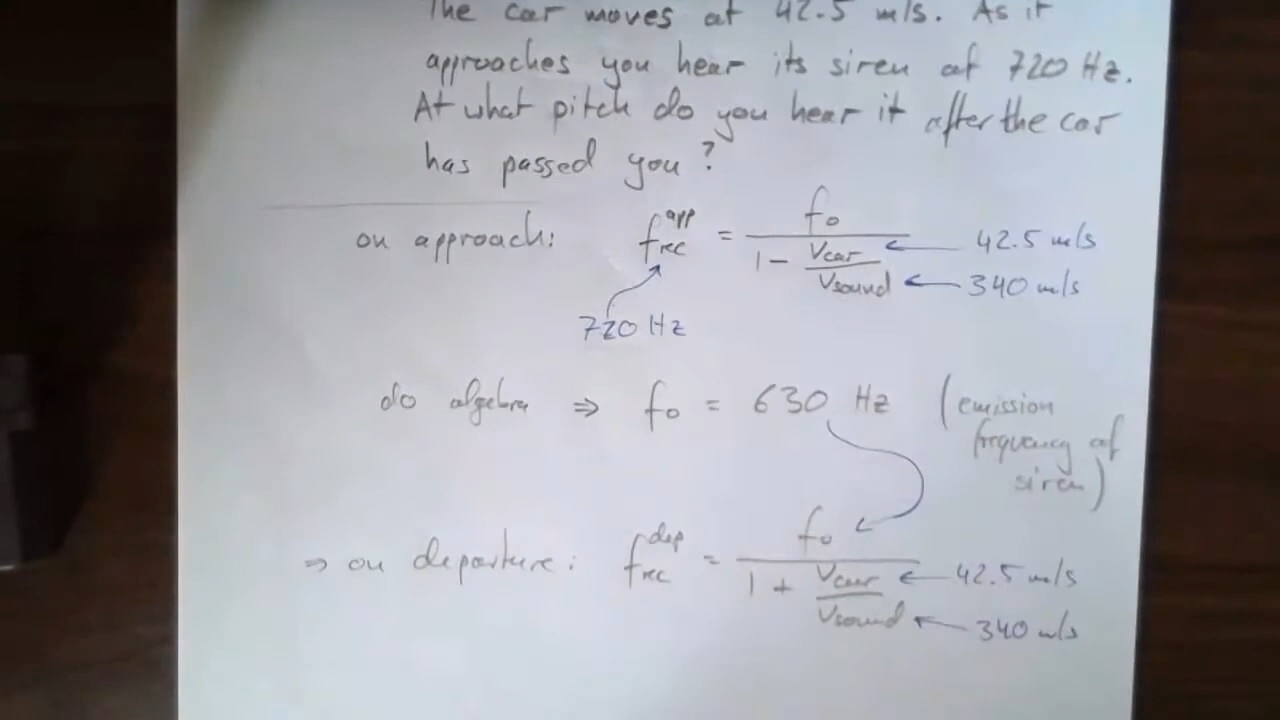 The car moves at 42.5 m/s. As it
approaches you hear its siren at 720 Hz.
At what pitch do you hear it after the car
has passed you?
on approach: f_rec^app = f₀ / (1 − v_car / v_sound) ← 42.5 m/s ← 340 m/s
720 Hz
do algebra ⇒ f₀ = 630 Hz (emission
frequency of
siren)
⇒ on departure: f_rec^dep = f₀ / (1 + v_car / v_sound) ← 42.5 m/s ← 340 m/s